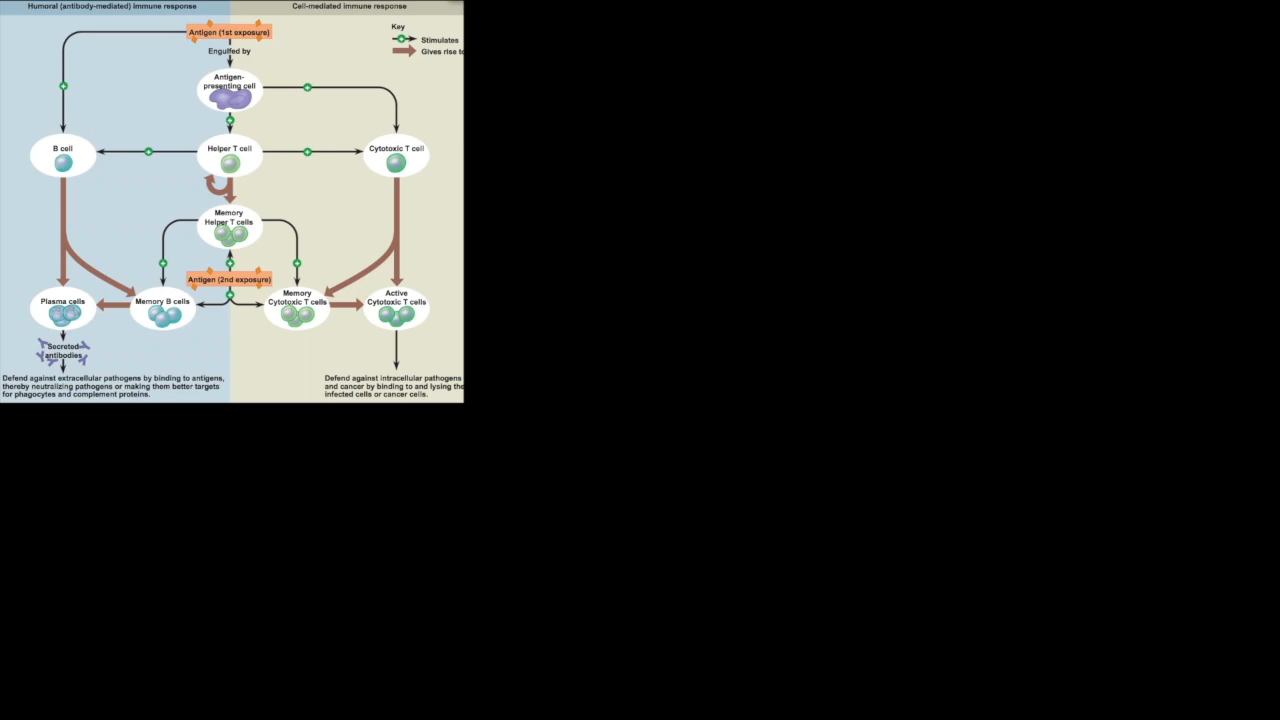 Humoral (antibody-mediated) immune response
Cell-mediated immune response
Antigen (1st exposure)
Key
Stimulates
Gives rise to
Engulfed by
Antigen-
presenting cell
B cell
Helper T cell
Cytotoxic T cell
Memory
Helper T cells
Antigen (2nd exposure)
Plasma cells
Memory B cells
Memory
Cytotoxic T cells
Active
Cytotoxic T cells
Secreted
antibodies
Defend against extracellular pathogens by binding to antigens,
thereby neutralizing pathogens or making them better targets
for phagocytes and complement proteins.
Defend against intracellular pathogens
and cancer by binding to and lysing the
infected cells or cancer cells.